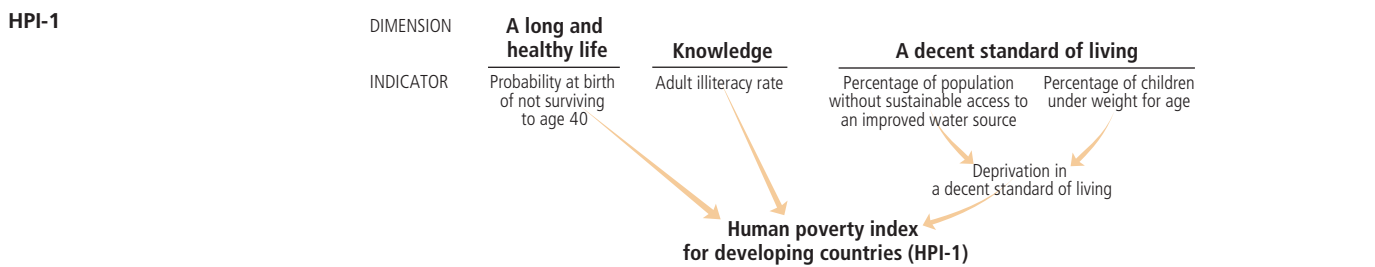 HPI-1
DIMENSION
A long and
healthy life
Knowledge
A decent standard of living
INDICATOR
Probability at birth
of not surviving
to age 40
Adult illiteracy rate
Percentage of population
without sustainable access to
an improved water source
Percentage of children
under weight for age
Deprivation in
a decent standard of living
Human poverty index
for developing countries (HPI-1)